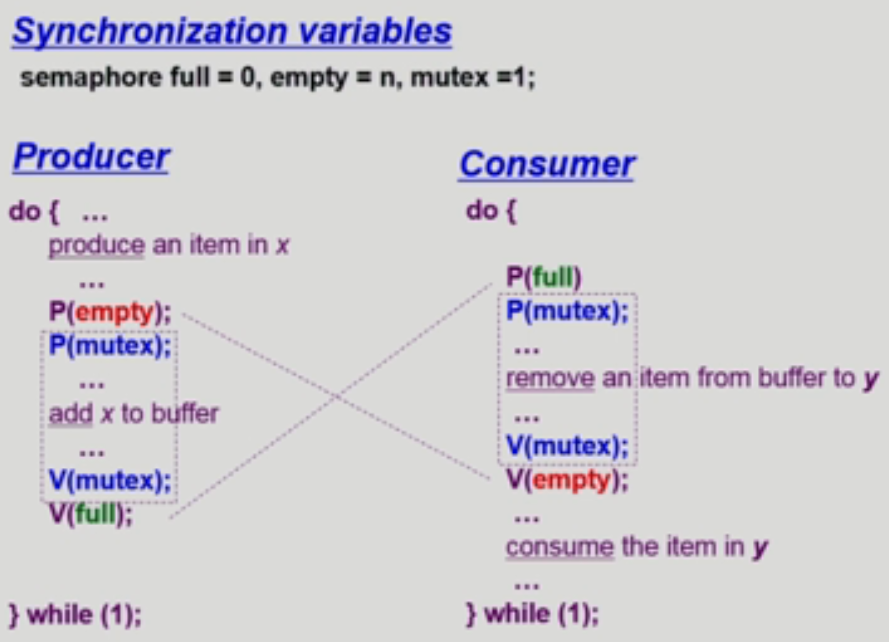 Synchronization variables
semaphore full = 0, empty = n, mutex =1;
Producer
do { ...
produce an item in x
...
P(empty);
P(mutex);
...
add x to buffer
...
V(mutex);
V(full);
} while (1);
Consumer
do {
P(full)
P(mutex);
...
remove an item from buffer to y
...
V(mutex);
V(empty);
...
consume the item in y
...
} while (1);